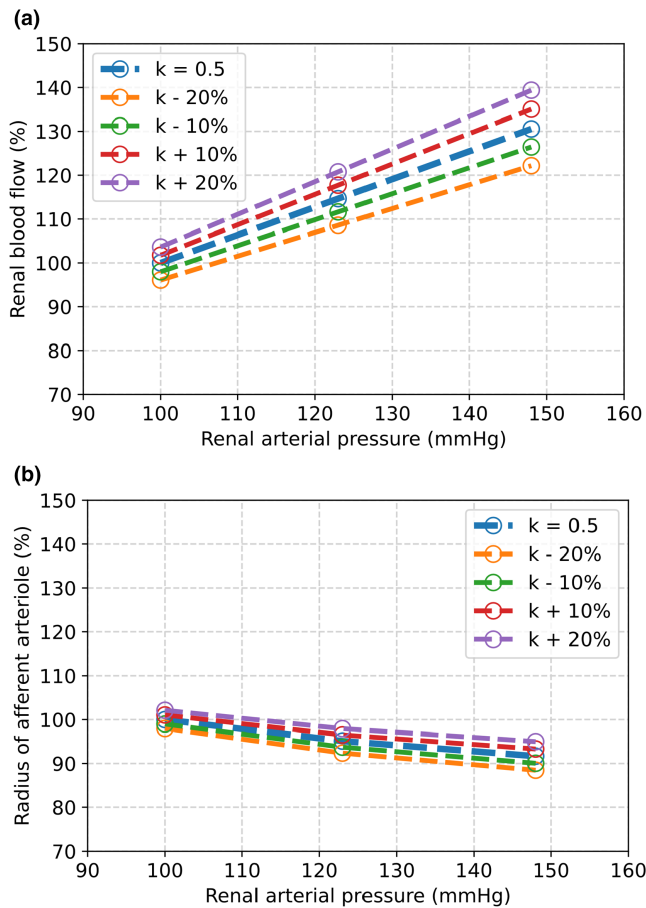 (a)
150
140
130
120
110
100
90
80
70
Renal blood flow (%)
k = 0.5
k - 20%
k - 10%
k + 10%
k + 20%
90 100 110 120 130 140 150 160
Renal arterial pressure (mmHg)
(b)
150
140
130
120
110
100
90
80
70
Radius of afferent arteriole (%)
k = 0.5
k - 20%
k - 10%
k + 10%
k + 20%
90 100 110 120 130 140 150 160
Renal arterial pressure (mmHg)